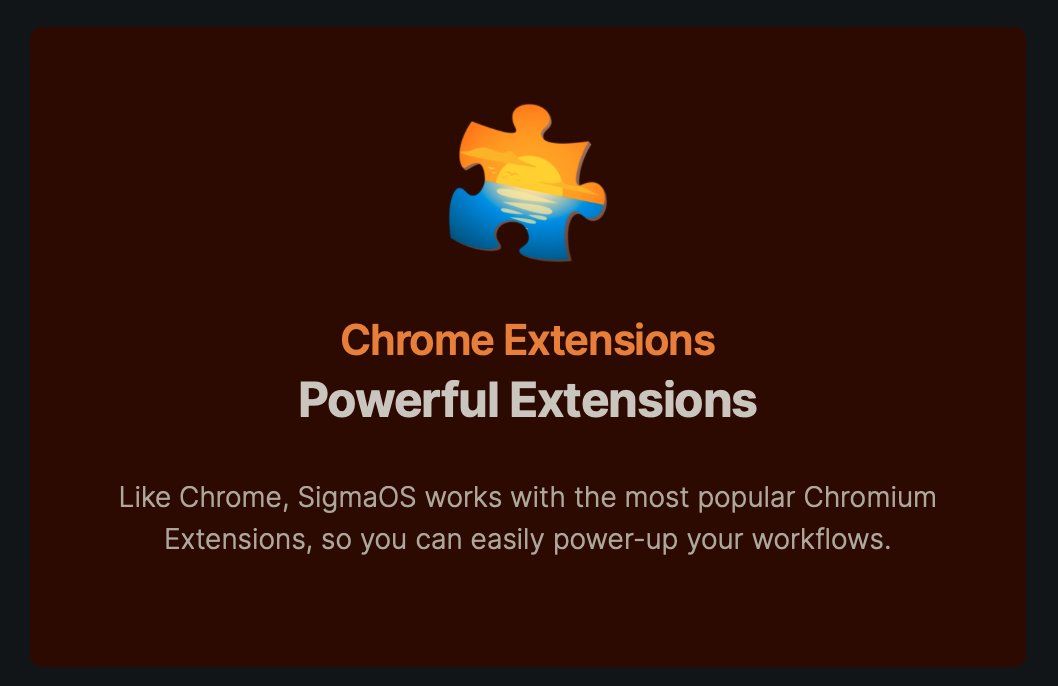 Chrome Extensions
Powerful Extensions
Like Chrome, SigmaOS works with the most popular Chromium
Extensions, so you can easily power-up your workflows.